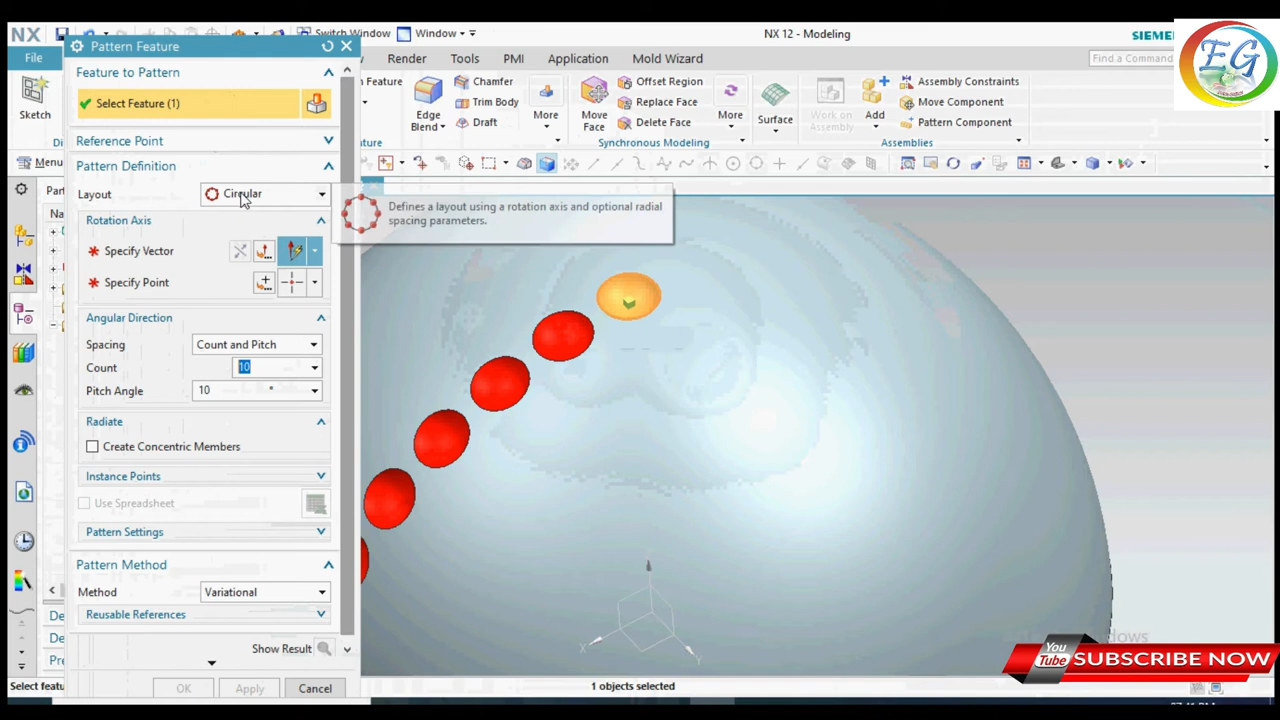 NX
Switch Window
Window
NX 12 - Modeling
SIEM
EG
Pattern Feature
File
Render
Tools
PMI
Application
Mold Wizard
Find a Command
Feature to Pattern
Select Feature (1)
Sketch
Feature
Edge
Blend
Chamfer
Trim Body
Draft
More
Move
Face
Offset Region
Replace Face
Delete Face
More
Surface
Work on
Assembly
Add
Assembly Constraints
Move Component
Pattern Component
Synchronous Modeling
Assemblies
Reference Point
Menu
Pattern Definition
Layout
Circular
Defines a layout using a rotation axis and optional radial
spacing parameters.
Rotation Axis
Specify Vector
Specify Point
Angular Direction
Spacing
Count and Pitch
Count
10
Pitch Angle
10
°
Radiate
Create Concentric Members
Instance Points
Use Spreadsheet
Pattern Settings
Pattern Method
Method
Variational
Reusable References
Show Result
OK
Apply
Cancel
X
Y
1 objects selected
You
Tube
SUBSCRIBE NOW